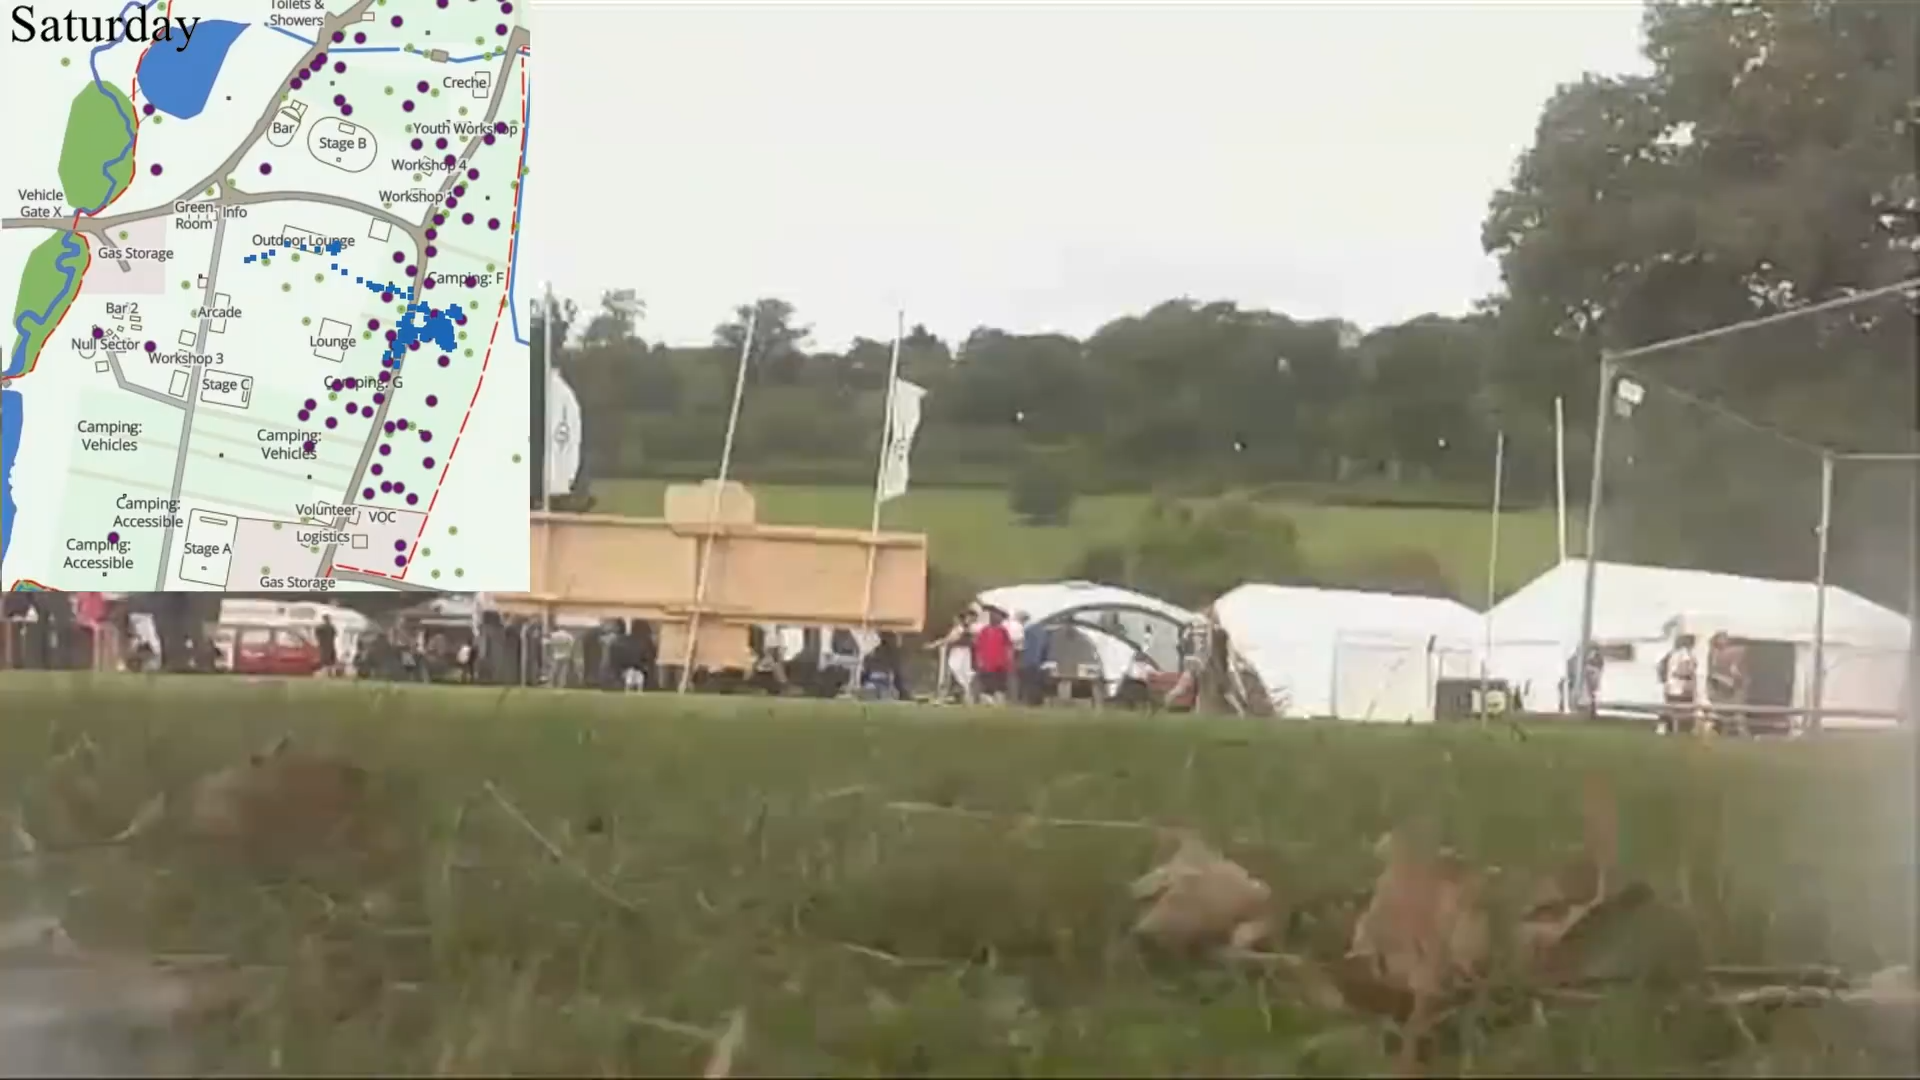 Saturday
Toilets &
Showers
Creche
Bar
Stage B
Youth Workshop
Workshop 4
Workshop
Vehicle
Gate X
Green
Room
Info
Outdoor Lounge
Gas Storage
Camping: F
Bar 2
Arcade
Null Sector
Lounge
Workshop 3
Stage C
Camping: G
Camping:
Vehicles
Camping:
Vehicles
Camping:
Accessible
Volunteer
VOC
Logistics
Camping:
Accessible
Stage A
Gas Storage